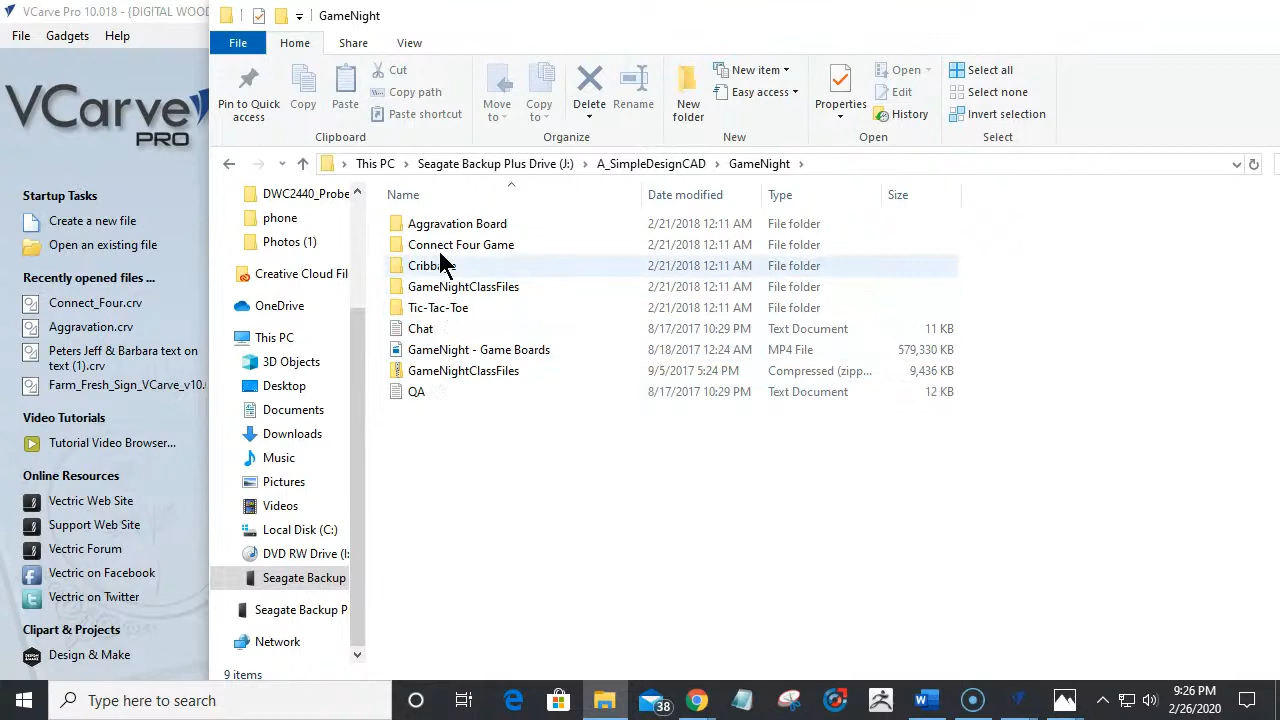 VCarve Pro 10.018 - {DIGITAL WOOD
File Gadgets Help
VCarve
PRO
Startup Tasks
Create a new file
Open an existing file
Recently opened files ...
Connect_Four.crv
Aggravation.crv
Peters Jeff & Barbara text on
text (1).crv
Farm_Fresh_Sign_VCarve_v10.
Video Tutorials
Tutorial Video Browser...
Online Resources
Vectric Web Site
Support Web Site
Vectric Forum
Vectric on Facebook
Vectric on Twitter
Clipart & Projects
Design & Make
GameNight
File Home Share View
Pin to Quick
access
Copy
Paste
Cut
Copy path
Paste shortcut
Clipboard
Move
to
Copy
to
Delete
Rename
Organize
New
folder
New item
Easy access
New
Properties
Open
Edit
History
Open
Select all
Select none
Invert selection
Select
This PC > Seagate Backup Plus Drive (J:) > A_SimpleDesignCAD > GameNight >
DWC2440_Probe
phone
Photos (1)
Creative Cloud Fil
OneDrive
This PC
3D Objects
Desktop
Documents
Downloads
Music
Pictures
Videos
Local Disk (C:)
DVD RW Drive (I:
Seagate Backup
Seagate Backup P
Network
Name Date modified Type Size
Aggravation Board 2/21/2018 12:11 AM File folder
Connect Four Game 2/21/2018 12:11 AM File folder
2/21/2018 12:11 AM File folder
GameNightClassFiles 2/21/2018 12:11 AM File folder
Tic-Tac-Toe 2/21/2018 12:11 AM File folder
Chat 8/17/2017 10:29 PM Text Document 11 KB
GameNight - Game Boards 8/18/2017 12:24 AM MP4 File 579,330 KB
GameNightClassFiles 9/5/2017 5:24 PM Compressed (zipp... 9,436 KB
QA 8/17/2017 10:29 PM Text Document 12 KB
9 items
Type here to search
38
9:26 PM
2/26/2020